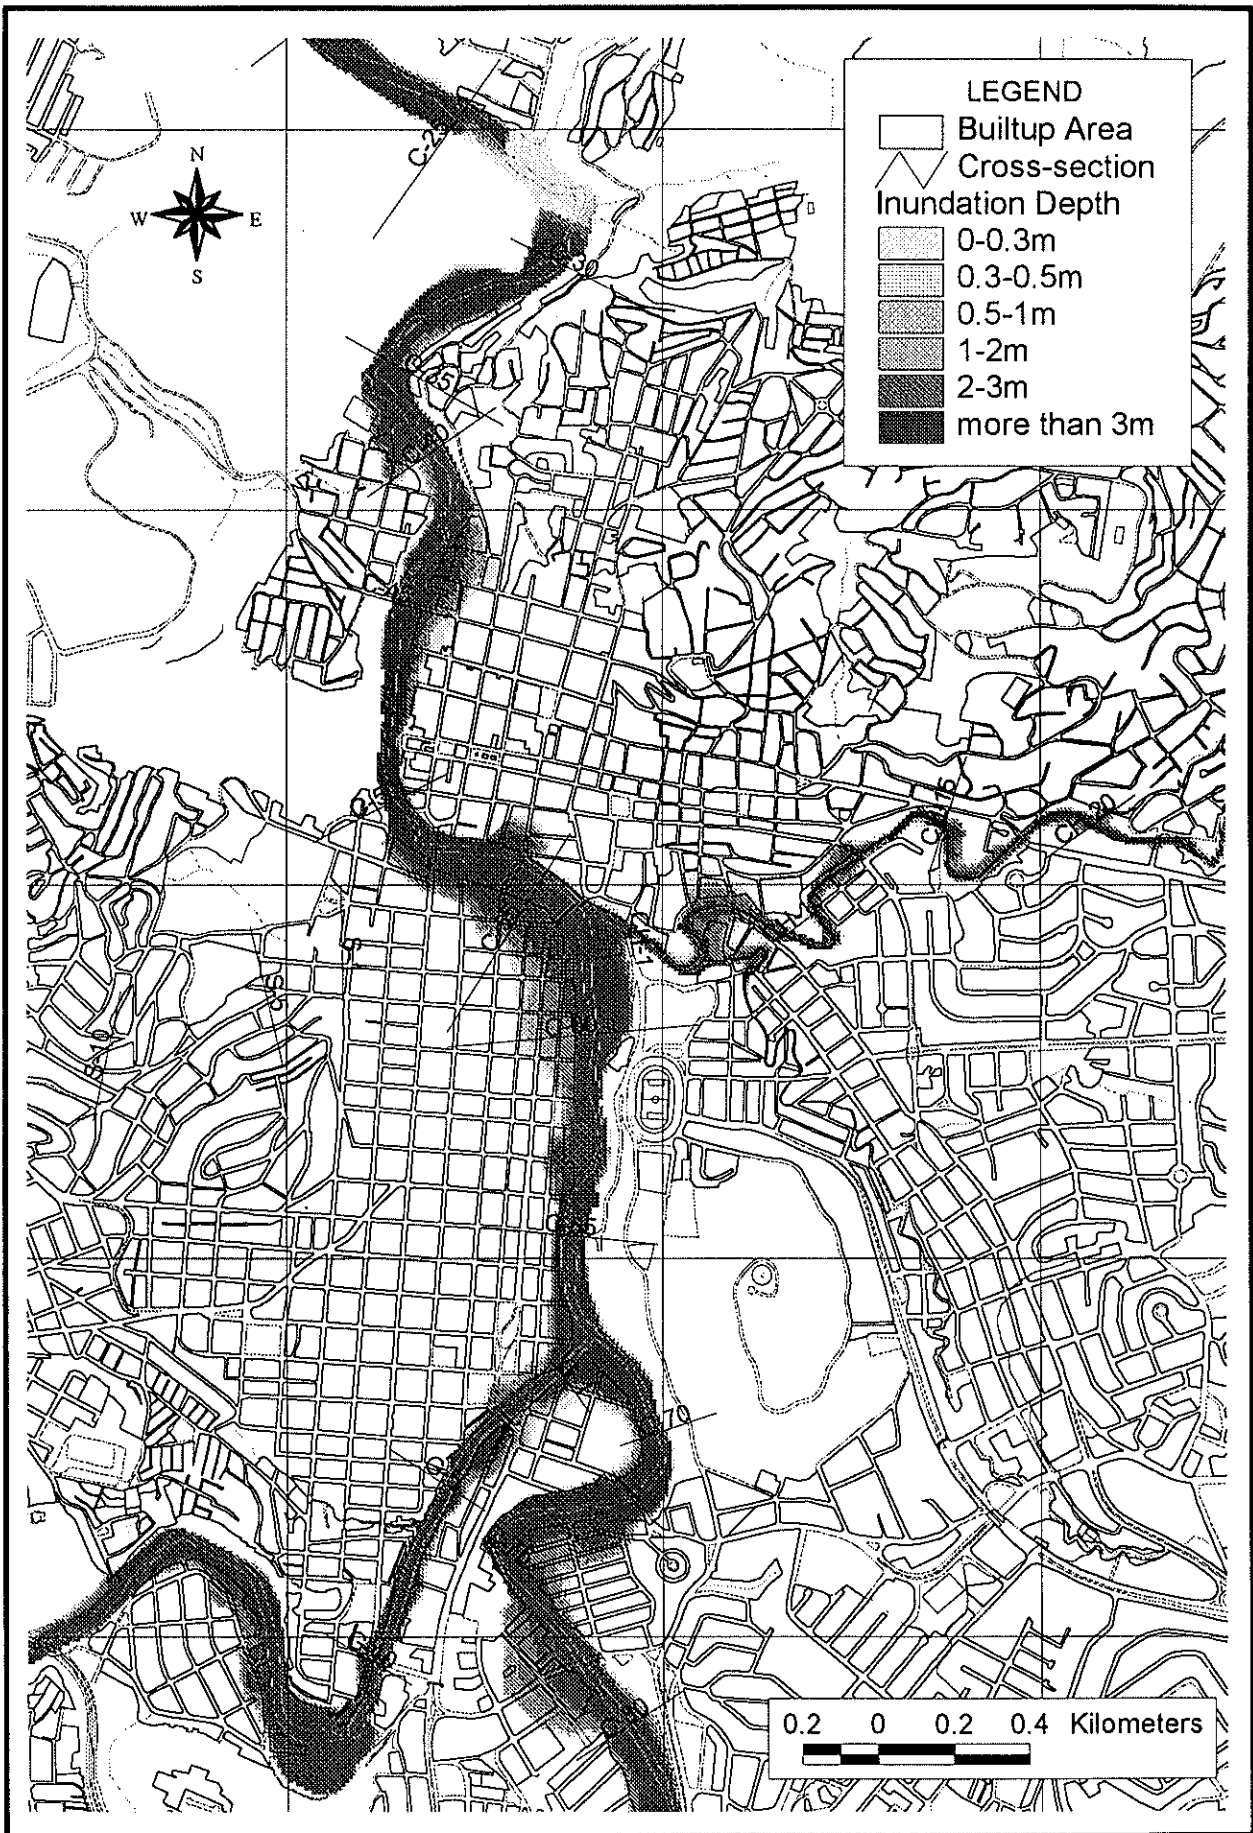 LEGEND
Builtup Area
Cross-section
Inundation Depth
0-0.3m
0.3-0.5m
0.5-1m
1-2m
2-3m
more than 3m
N
W E
S
70
0.2 0 0.2 0.4 Kilometers